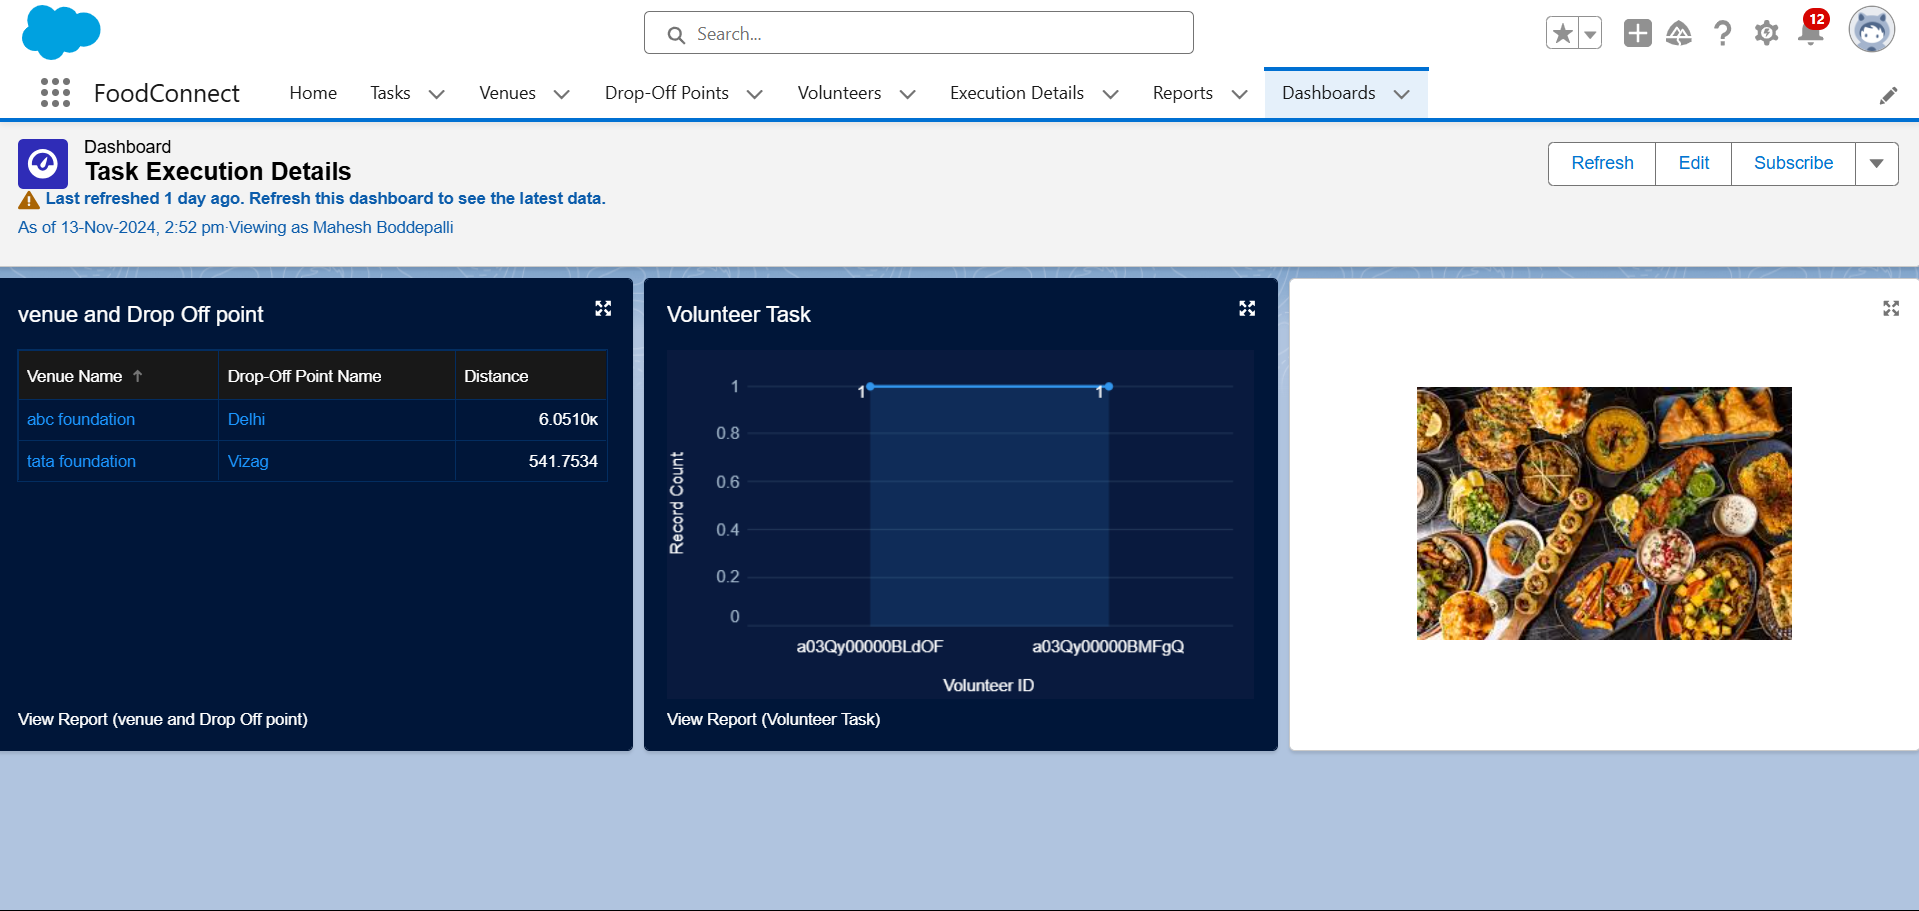 Search...
12
FoodConnect
Home
Tasks
Venues
Drop-Off Points
Volunteers
Execution Details
Reports
Dashboards
Dashboard
Task Execution Details
Last refreshed 1 day ago. Refresh this dashboard to see the latest data.
As of 13-Nov-2024, 2:52 pm·Viewing as Mahesh Boddepalli
Refresh
Edit
Subscribe
venue and Drop Off point
Venue Name ↑ Drop-Off Point Name Distance
abc foundation Delhi 6.0510ĸ
tata foundation Vizag 541.7534
View Report (venue and Drop Off point)
Volunteer Task
Record Count
1
0.8
0.6
0.4
0.2
0
1 1
a03Qy00000BLdOF a03Qy00000BMFgQ
Volunteer ID
View Report (Volunteer Task)